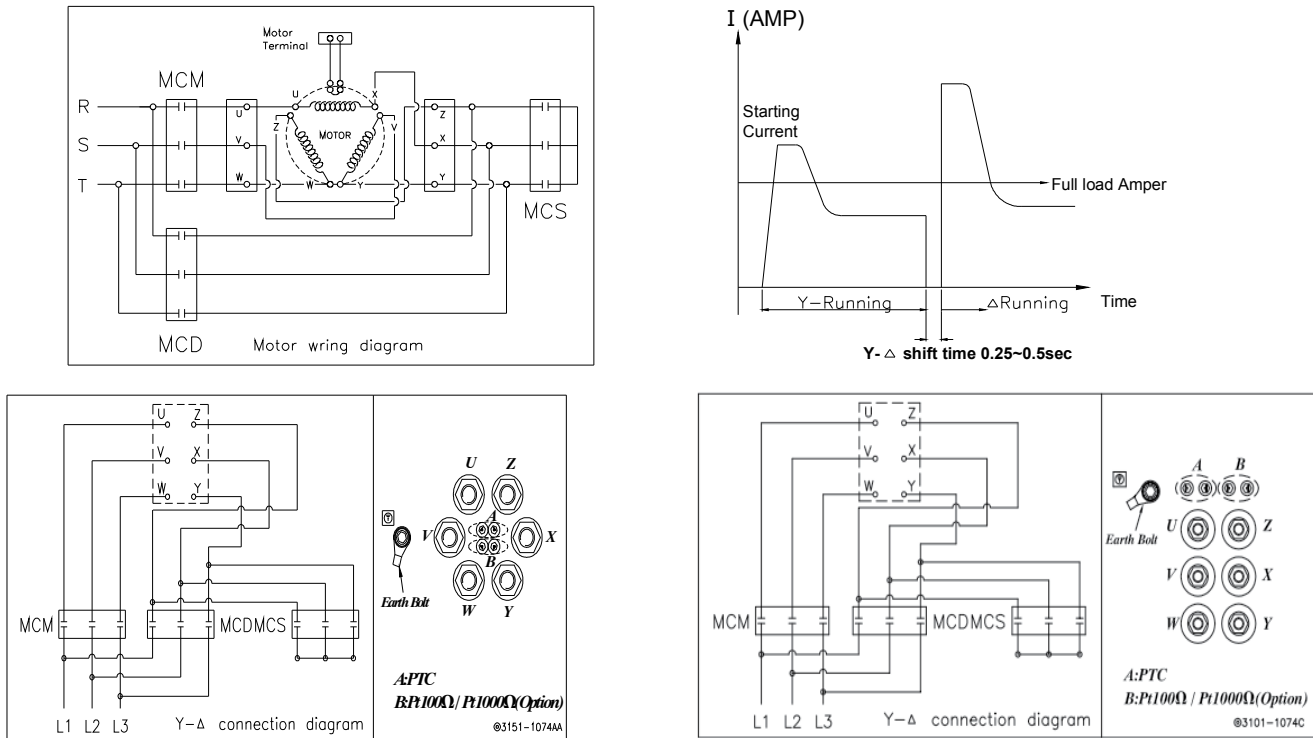 Motor
Terminal
MCM
U
X
R
U
Z
Z
MOTOR
V
S
V
X
T
W
W
Y
Y
MCS
MCD
Motor wring diagram
I (AMP)
Starting
Current
Full load Amper
Y-Running
△Running
Time
Y- △ shift time 0.25~0.5sec
U Z
V X
W Y
MCM
MCDMCS
L1 L2 L3
Y-Δ connection diagram
U Z
A
V X
B
W Y
Earth Bolt
A:PTC
B:Pt100Ω / Pt1000Ω(Option)
@3151-1074AA
U Z
V X
W Y
MCM
MCDMCS
L1 L2 L3
Y-Δ connection diagram
A B
Earth Bolt
U Z
V X
W Y
A:PTC
B:Pt100Ω / Pt1000Ω(Option)
@3101-1074C